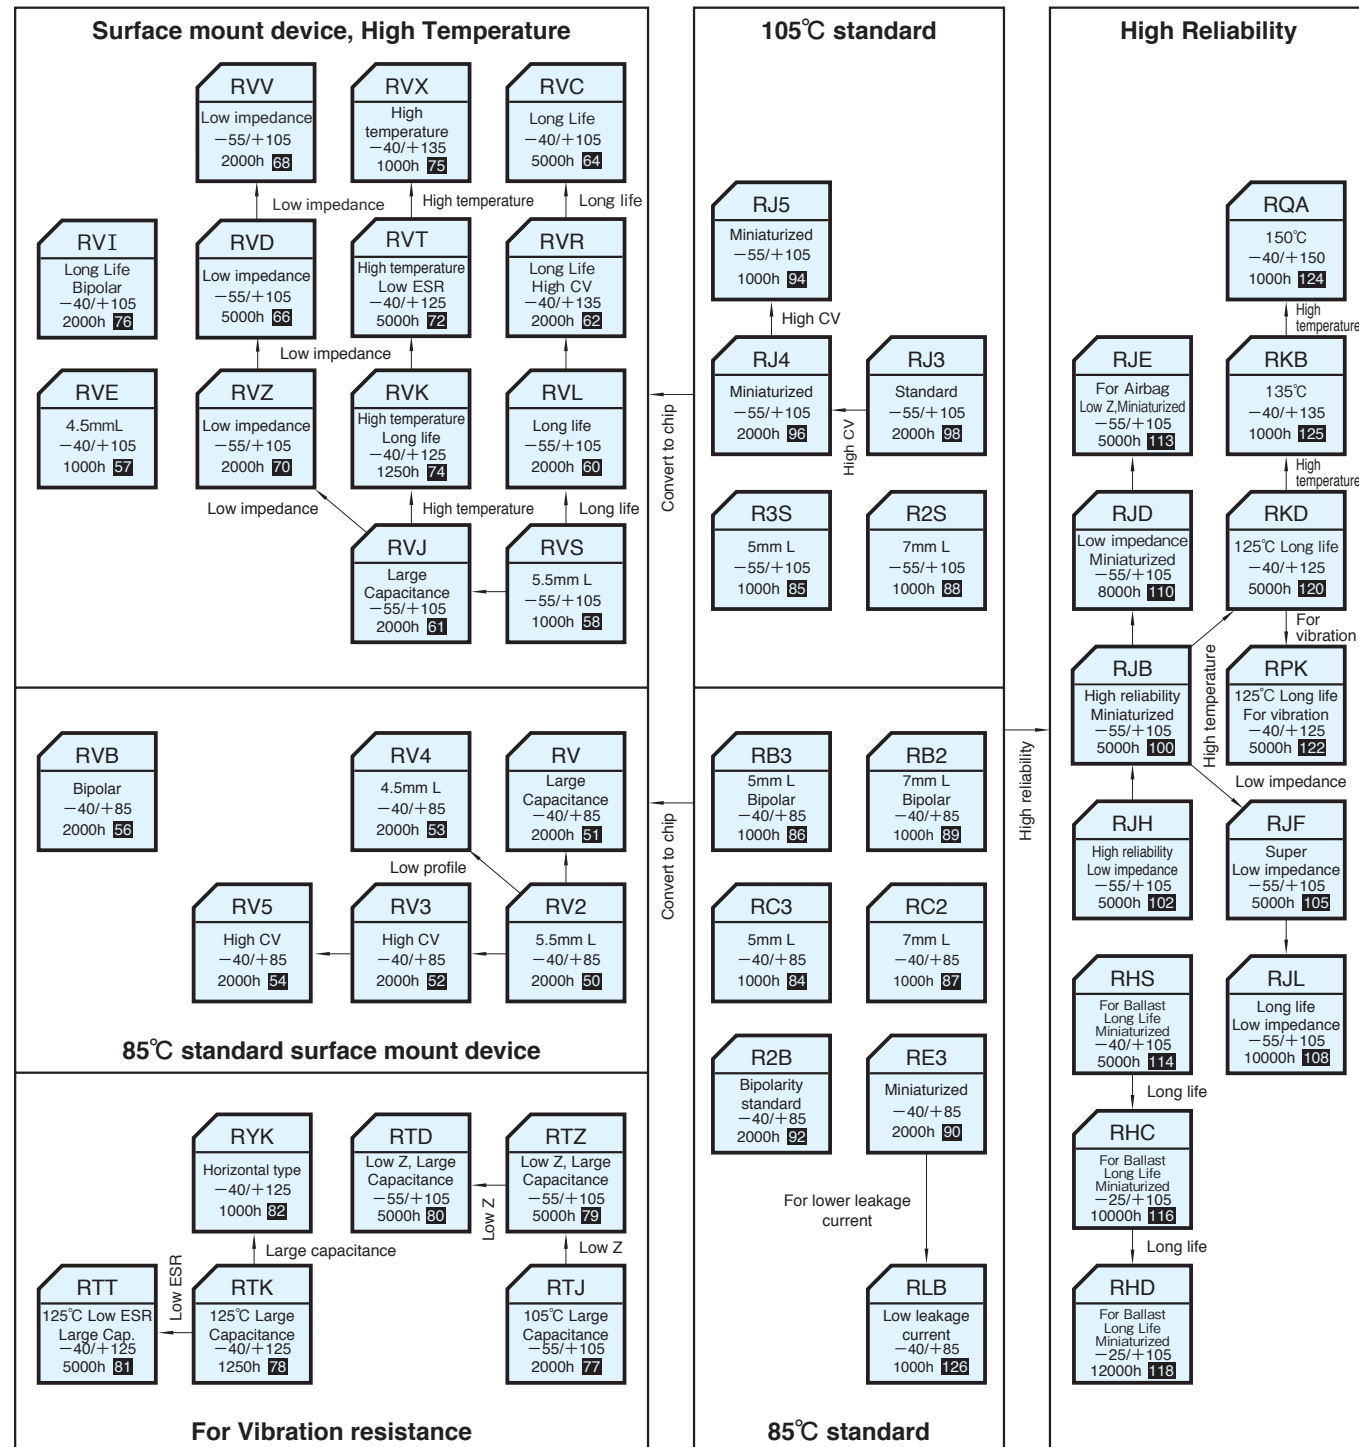 Surface mount device, High Temperature
RVV
Low impedance
−55/+105
2000h 68
RVX
High
temperature
−40/+135
1000h 75
RVC
Long Life
−40/+105
5000h 64
Low impedance
High temperature
Long life
RVI
Long Life
Bipolar
−40/+105
2000h 76
RVD
Low impedance
−55/+105
5000h 66
RVT
High temperature
Low ESR
−40/+125
5000h 72
RVR
Long Life
High CV
−40/+135
2000h 62
Low impedance
RVE
4.5mmL
−40/+105
1000h 57
RVZ
Low impedance
−55/+105
2000h 70
RVK
High temperature
Long life
−40/+125
1250h 74
RVL
Long life
−55/+105
2000h 60
Low impedance
High temperature
Long life
RVJ
Large
Capacitance
−55/+105
2000h 61
RVS
5.5mm L
−55/+105
1000h 58
Convert to chip
105℃ standard
RJ5
Miniaturized
−55/+105
1000h 94
High CV
RJ4
Miniaturized
−55/+105
2000h 96
High CV
RJ3
Standard
−55/+105
2000h 98
R3S
5mm L
−55/+105
1000h 85
R2S
7mm L
−55/+105
1000h 88
High Reliability
RQA
150℃
−40/+150
1000h 124
High
temperature
RJE
For Airbag
Low Z,Miniaturized
−55/+105
5000h 113
RKB
135℃
−40/+135
1000h 125
High
temperature
RJD
Low impedance
Miniaturized
−55/+105
8000h 110
RKD
125℃ Long life
−40/+125
5000h 120
For
vibration
High temperature
RJB
High reliability
Miniaturized
−55/+105
5000h 100
RPK
125℃ Long life
For vibration
−40/+125
5000h 122
Low impedance
RJH
High reliability
Low impedance
−55/+105
5000h 102
RJF
Super
Low impedance
−55/+105
5000h 105
RHS
For Ballast
Long Life
Miniaturized
−40/+105
5000h 114
RJL
Long life
Low impedance
−55/+105
10000h 108
Long life
RHC
For Ballast
Long Life
Miniaturized
−25/+105
10000h 116
Long life
RHD
For Ballast
Long Life
Miniaturized
−25/+105
12000h 118
High reliability
RVB
Bipolar
−40/+85
2000h 56
RV4
4.5mm L
−40/+85
2000h 53
RV
Large
Capacitance
−40/+85
2000h 51
Low profile
RV5
High CV
−40/+85
2000h 54
RV3
High CV
−40/+85
2000h 52
RV2
5.5mm L
−40/+85
2000h 50
85℃ standard surface mount device
Convert to chip
RB3
5mm L
Bipolar
−40/+85
1000h 86
RB2
7mm L
Bipolar
−40/+85
1000h 89
RC3
5mm L
−40/+85
1000h 84
RC2
7mm L
−40/+85
1000h 87
R2B
Bipolarity
standard
−40/+85
2000h 92
RE3
Miniaturized
−40/+85
2000h 90
For lower leakage
current
RLB
Low leakage
current
−40/+85
1000h 126
85℃ standard
RYK
Horizontal type
−40/+125
1000h 82
RTD
Low Z, Large
Capacitance
−55/+105
5000h 80
Low Z
RTZ
Low Z, Large
Capacitance
−55/+105
5000h 79
Large capacitance
Low Z
Low ESR
RTT
125℃ Low ESR
Large Cap.
−40/+125
5000h 81
RTK
125℃ Large
Capacitance
−40/+125
1250h 78
RTJ
105℃ Large
Capacitance
−55/+105
2000h 77
For Vibration resistance